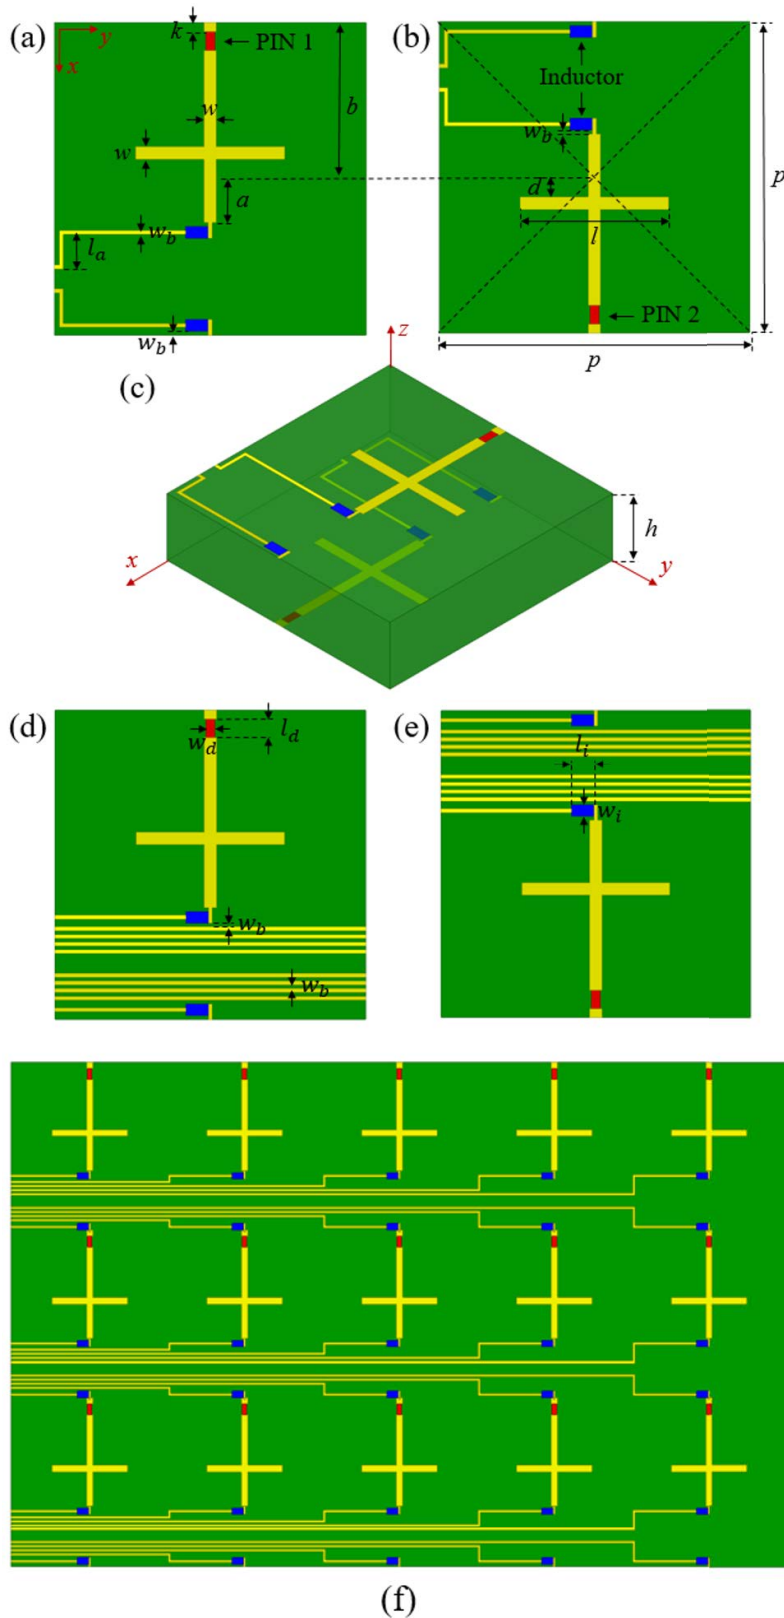 (a)
y
x
k
PIN 1
b
w
w
a
w_b
l_a
w_b
(b)
Inductor
w_b
d
l
p
PIN 2
p
(c)
z
x
y
h
(d)
w_d
l_d
w_b
w_b
(e)
l_i
w_i
(f)